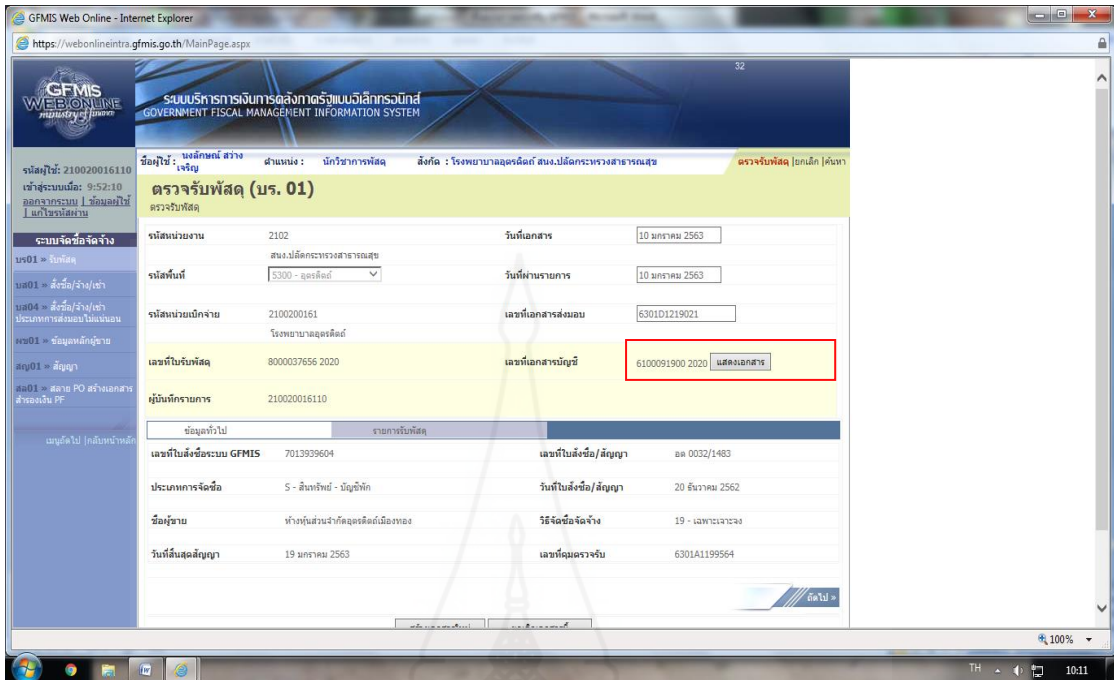 GFMIS Web Online - Internet Explorer
https://webonlineintra.gfmis.go.th/MainPage.aspx
32
GFMIS
WEB ONLINE
ministry of finance
ระบบบริหารการเงินการคลังภาครัฐแบบอิเล็กทรอนิกส์
GOVERNMENT FISCAL MANAGEMENT INFORMATION SYSTEM
ชื่อผู้ใช้ : นงลักษณ์ สว่างเจริญ ตำแหน่ง : นักวิชาการพัสดุ สังกัด : โรงพยาบาลอุตรดิตถ์ สนง.ปลัดกระทรวงสาธารณสุข
ตรวจรับพัสดุ |ยกเลิก |ค้นหา
รหัสผู้ใช้: 210020016110
เข้าสู่ระบบเมื่อ: 9:52:10
ออกจากระบบ | ข้อมูลผู้ใช้
| แก้ไขรหัสผ่าน
ระบบจัดซื้อจัดจ้าง
บร01 » รับพัสดุ
บส01 » สั่งซื้อ/จ้าง/เช่า
บส04 » สั่งซื้อ/จ้าง/เช่า
ประเภทการส่งมอบไม่แน่นอน
ผข01 » ข้อมูลหลักผู้ขาย
สญ01 » สัญญา
สล01 » สลาย PO สร้างเอกสาร
สำรองเงิน PF
เมนูถัดไป |กลับหน้าหลัก
ตรวจรับพัสดุ (บร. 01)
ตรวจรับพัสดุ
รหัสหน่วยงาน 2102 วันที่เอกสาร 10 มกราคม 2563
สนง.ปลัดกระทรวงสาธารณสุข
รหัสพื้นที่ 5300 - อุตรดิตถ์ วันที่ผ่านรายการ 10 มกราคม 2563
รหัสหน่วยเบิกจ่าย 2100200161 เลขที่เอกสารส่งมอบ 6301D1219021
โรงพยาบาลอุตรดิตถ์
เลขที่ใบรับพัสดุ 8000037656 2020 เลขที่เอกสารบัญชี 6100091900 2020 แสดงเอกสาร
ผู้บันทึกรายการ 210020016110
ข้อมูลทั่วไป รายการรับพัสดุ
เลขที่ใบสั่งซื้อระบบ GFMIS 7013939604 เลขที่ใบสั่งซื้อ/สัญญา อต 0032/1483
ประเภทการจัดซื้อ S - สินทรัพย์ - บัญชีพัก วันที่ใบสั่งซื้อ/สัญญา 20 ธันวาคม 2562
ชื่อผู้ขาย ห้างหุ้นส่วนจำกัดอุตรดิตถ์เมืองทอง วิธีจัดซื้อจัดจ้าง 19 - เฉพาะเจาะจง
วันที่สิ้นสุดสัญญา 19 มกราคม 2563 เลขที่คุมตรวจรับ 6301A1199564
ถัดไป »
100%
TH 10:11